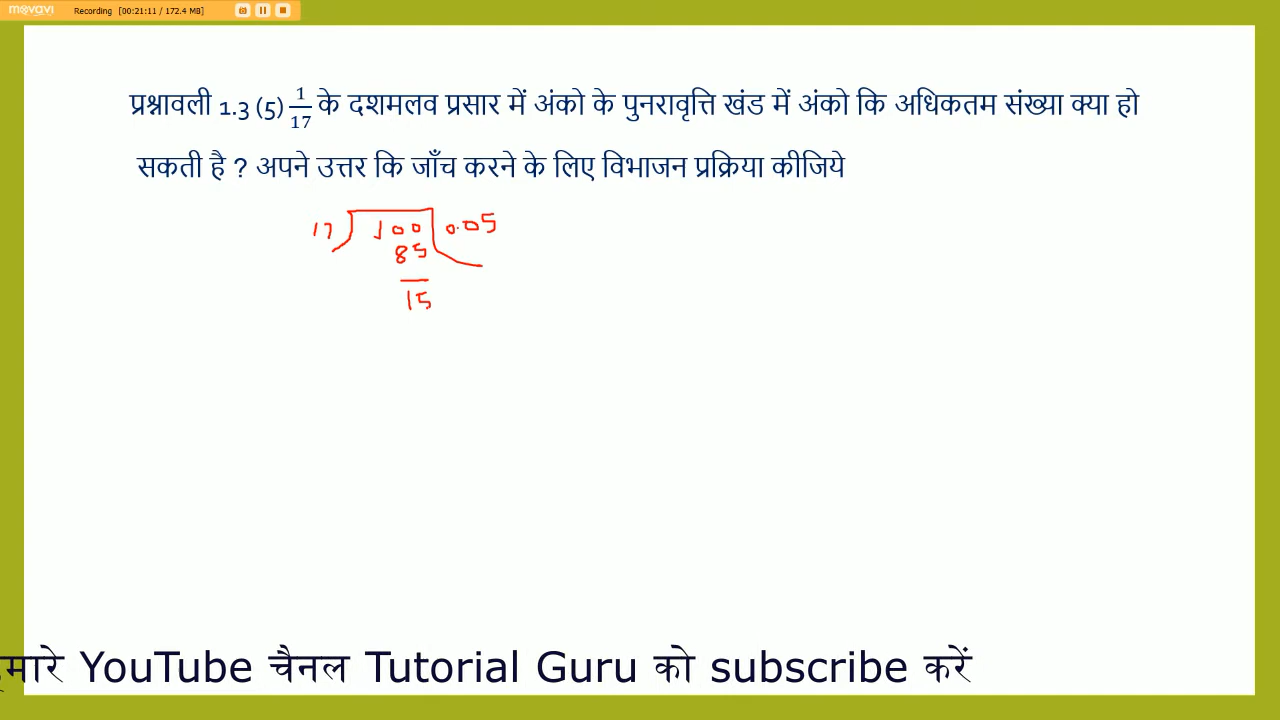 movavi
Recording [00:21:11 / 172.4 MB]
प्रश्नावली 1.3 (5) 1/17 के दशमलव प्रसार में अंको के पुनरावृत्ति खंड में अंको कि अधिकतम संख्या क्या हो
सकती है ? अपने उत्तर कि जाँच करने के लिए विभाजन प्रक्रिया कीजिये
17 100 0.05
85
15
हमारे YouTube चैनल Tutorial Guru को subscribe करें